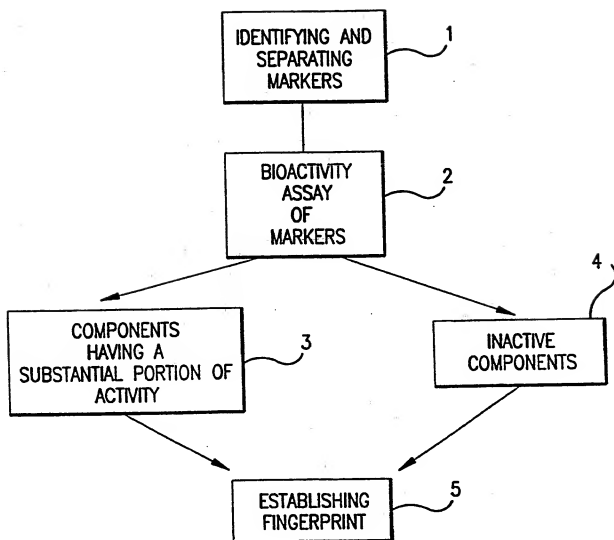 IDENTIFYING AND
SEPARATING
MARKERS
1
BIOACTIVITY
ASSAY
OF
MARKERS
2
COMPONENTS
HAVING A
SUBSTANTIAL PORTION OF
ACTIVITY
3
4
INACTIVE
COMPONENTS
ESTABLISHING
FINGERPRINT
5